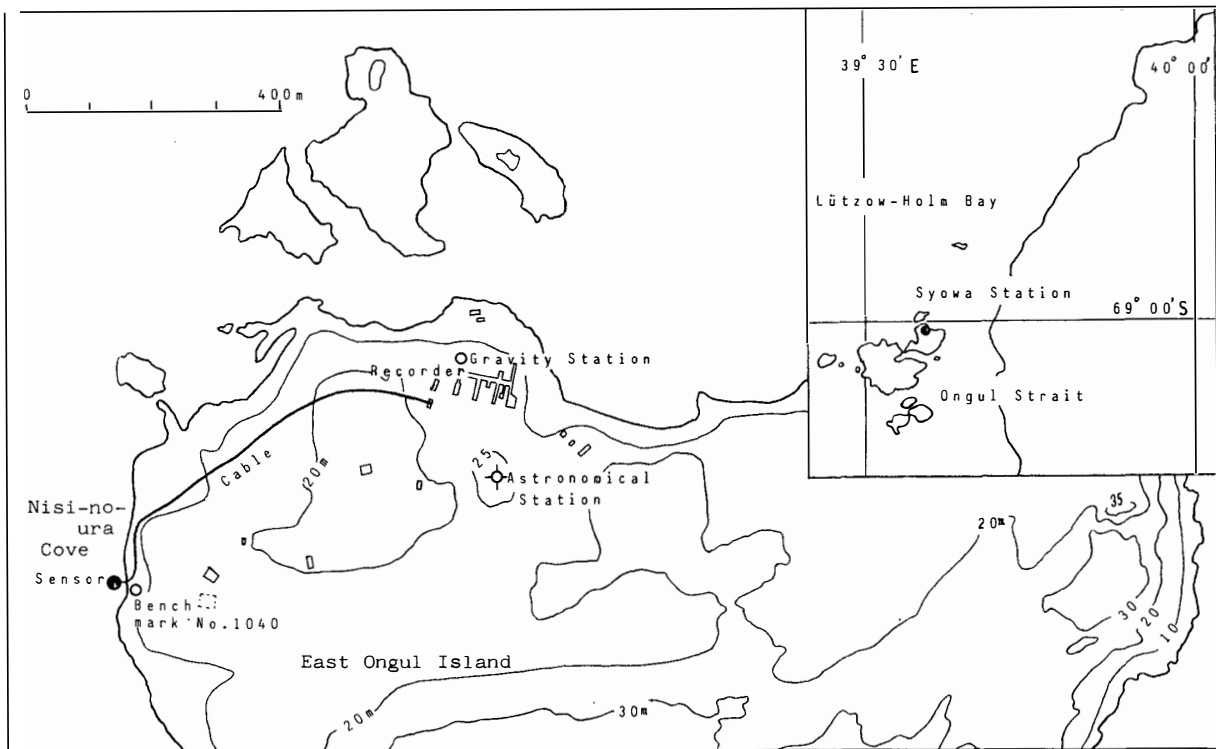 0
400m
39° 30' E
40° 00'
Lützow-Holm Bay
Syowa Station
69° 00'S
Ongul Strait
Gravity Station
Recorder
Cable
20m
25
Astronomical
Station
20m
35
Nisi-no-
ura
Cove
Sensor
Bench
mark No.1040
30
20
10
East Ongul Island
20m
30m